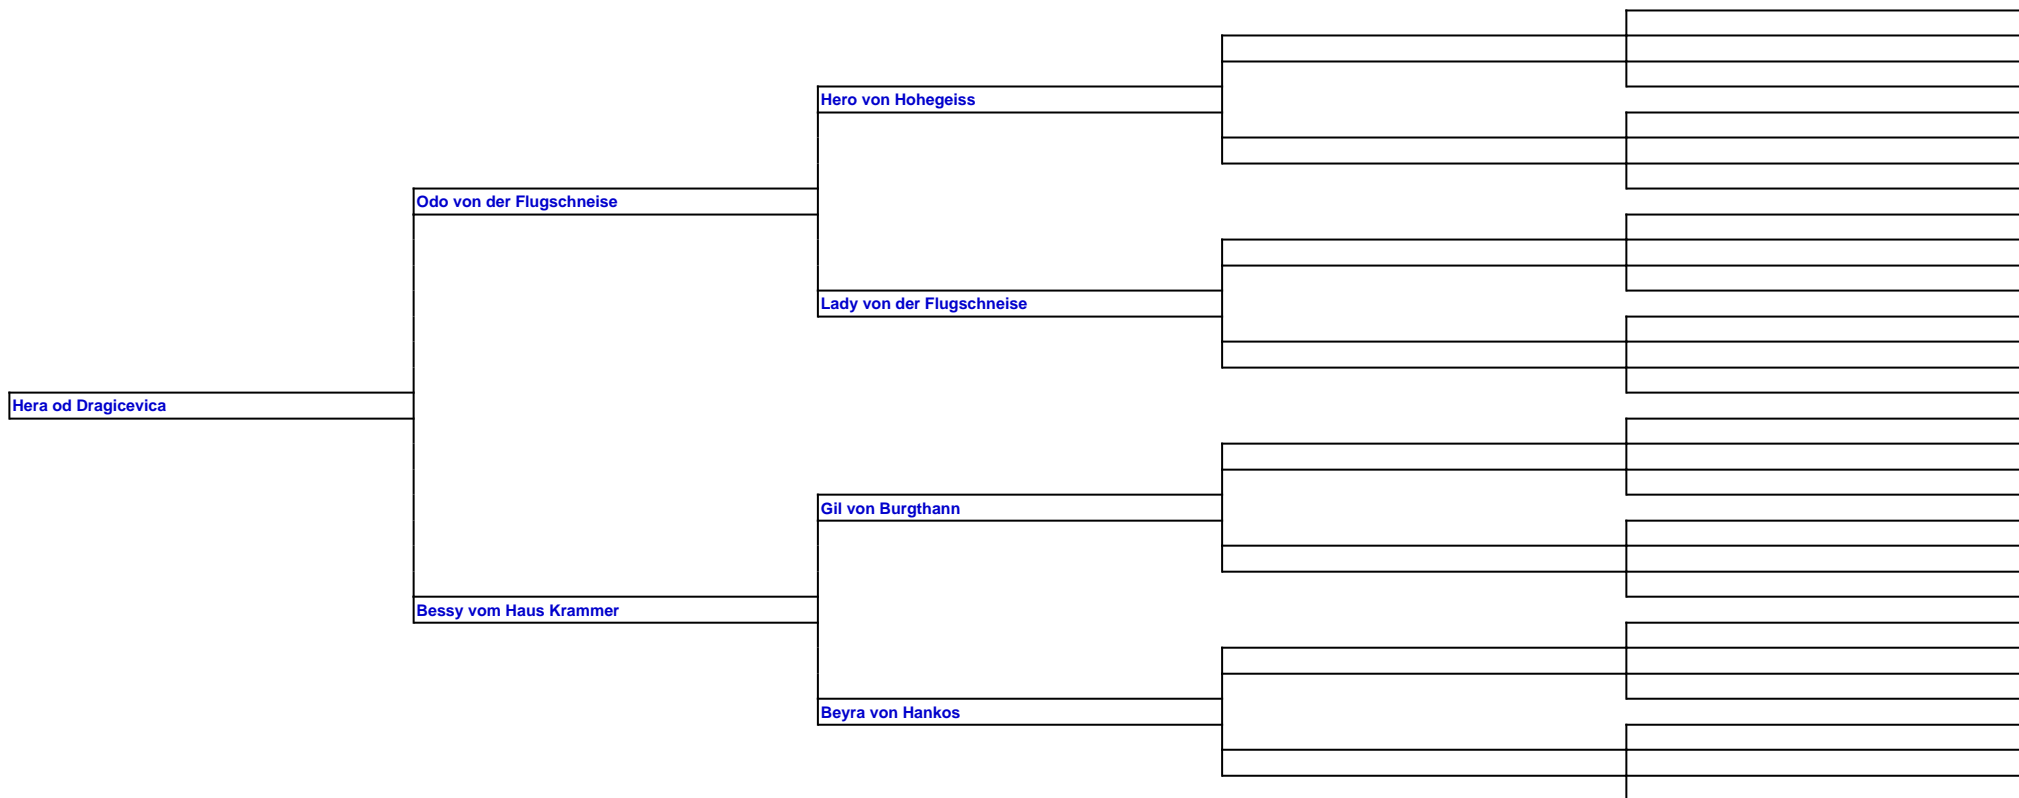 Hero von Hohegeiss
Odo von der Flugschneise
Lady von der Flugschneise
Hera od Dragicevica
Gil von Burgthann
Bessy vom Haus Krammer
Beyra von Hankos